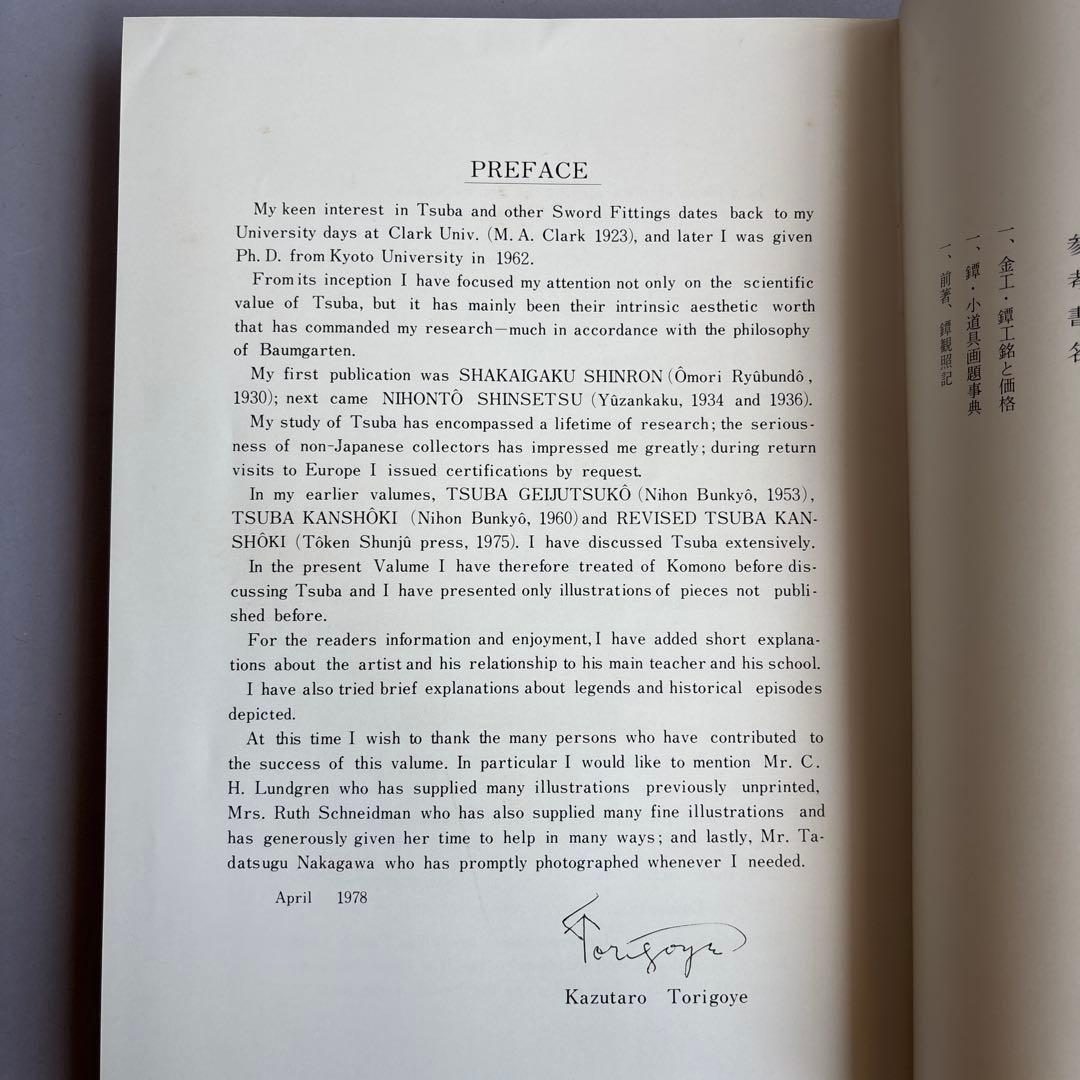 PREFACE
My keen interest in Tsuba and other Sword Fittings dates back to my
University days at Clark Univ. (M. A. Clark 1923), and later I was given
Ph. D. from Kyoto University in 1962.
From its inception I have focused my attention not only on the scientific
value of Tsuba, but it has mainly been their intrinsic aesthetic worth
that has commanded my research—much in accordance with the philosophy
of Baumgarten.
My first publication was SHAKAIGAKU SHINRON (Ômori Ryûbundô,
1930); next came NIHONTÔ SHINSETSU (Yûzankaku, 1934 and 1936).
My study of Tsuba has encompassed a lifetime of research; the serious-
ness of non-Japanese collectors has impressed me greatly; during return
visits to Europe I issued certifications by request.
In my earlier valumes, TSUBA GEIJUTSUKÔ (Nihon Bunkyô, 1953),
TSUBA KANSHÔKI (Nihon Bunkyô, 1960) and REVISED TSUBA KAN-
SHÔKI (Tôken Shunjû press, 1975). I have discussed Tsuba extensively.
In the present Valume I have therefore treated of Komono before dis-
cussing Tsuba and I have presented only illustrations of pieces not publi-
shed before.
For the readers information and enjoyment, I have added short explana-
tions about the artist and his relationship to his main teacher and his school.
I have also tried brief explanations about legends and historical episodes
depicted.
At this time I wish to thank the many persons who have contributed to
the success of this valume. In particular I would like to mention Mr. C.
H. Lundgren who has supplied many illustrations previously unprinted,
Mrs. Ruth Schneidman who has also supplied many fine illustrations and
has generously given her time to help in many ways; and lastly, Mr. Ta-
datsugu Nakagawa who has promptly photographed whenever I needed.
April 1978
Torigoye
Kazutaro Torigoye
参考書名
一、金工・鐔工銘と価格
一、鐔・小道具画題事典
一、前著、鐔観照記